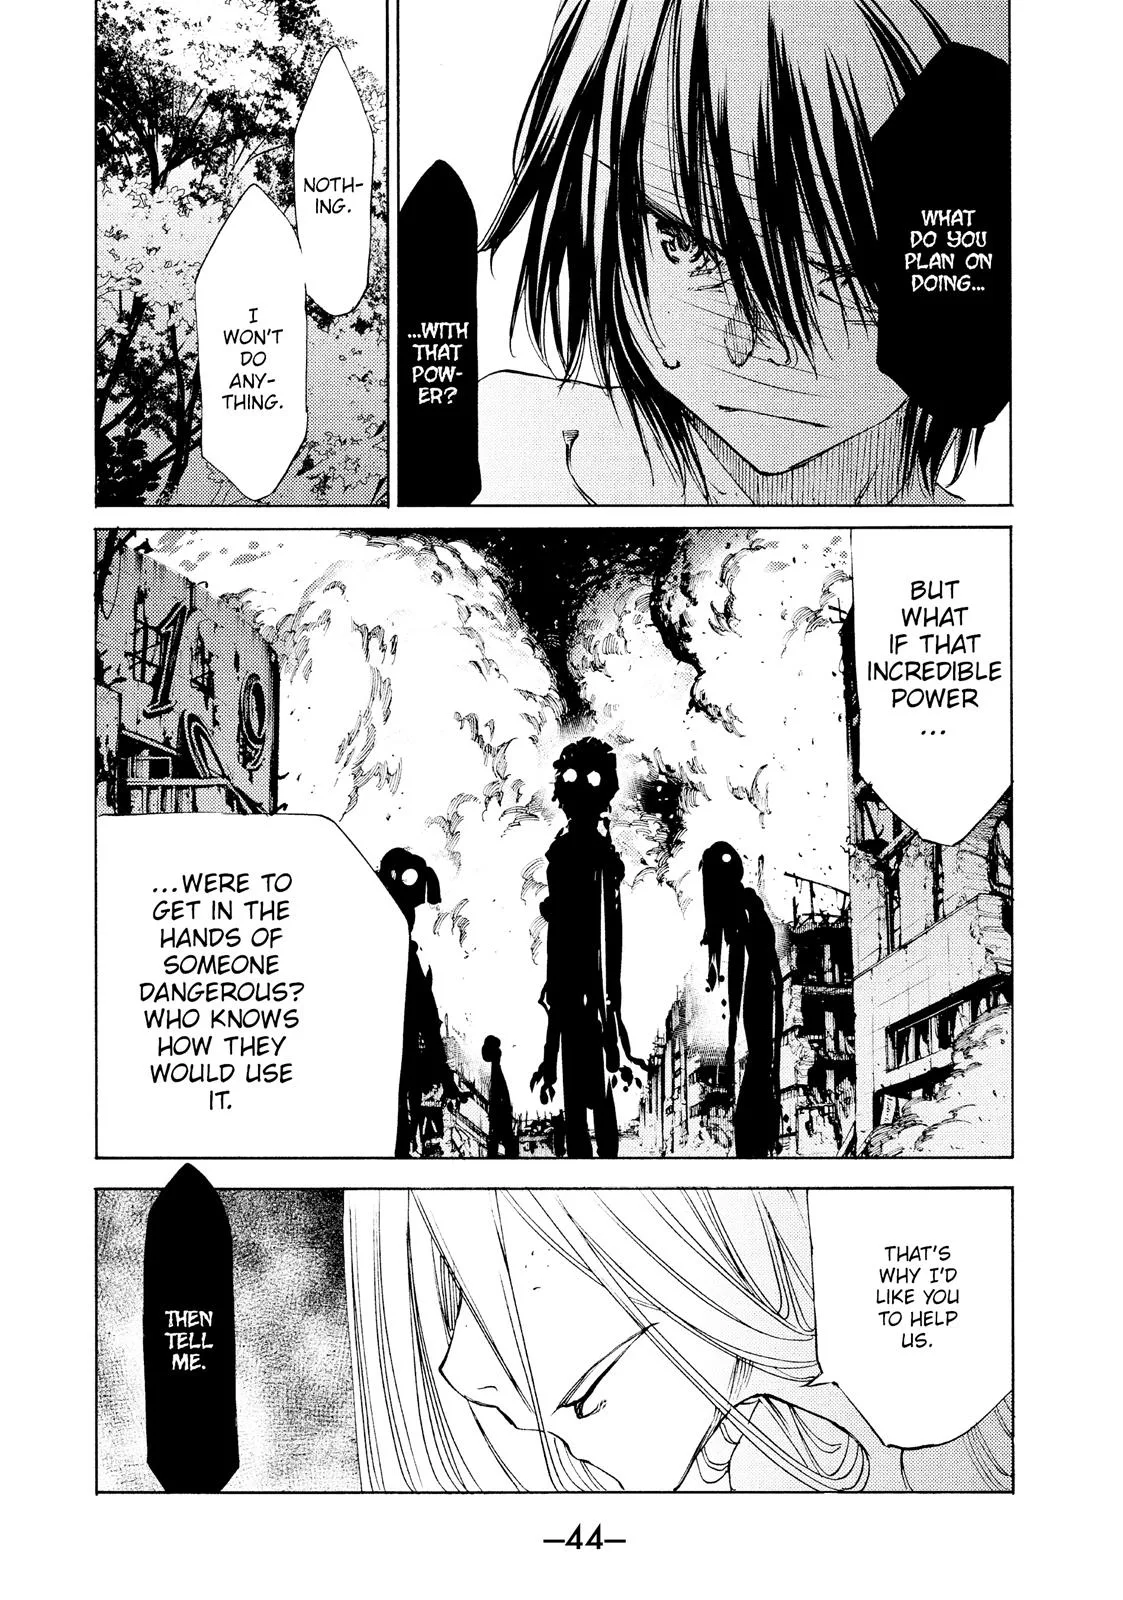 WHAT
DO YOU
PLAN ON
DOING...
...WITH
THAT
POW-
ER?
NOTH-
ING.
I
WON'T
DO
ANY-
THING.
BUT
WHAT
IF THAT
INCREDIBLE
POWER
...
109
...WERE TO
GET IN THE
HANDS OF
SOMEONE
DANGEROUS?
WHO KNOWS
HOW THEY
WOULD USE
IT.
THAT'S
WHY I'D
LIKE YOU
TO HELP
US.
THEN
TELL
ME.
—44—